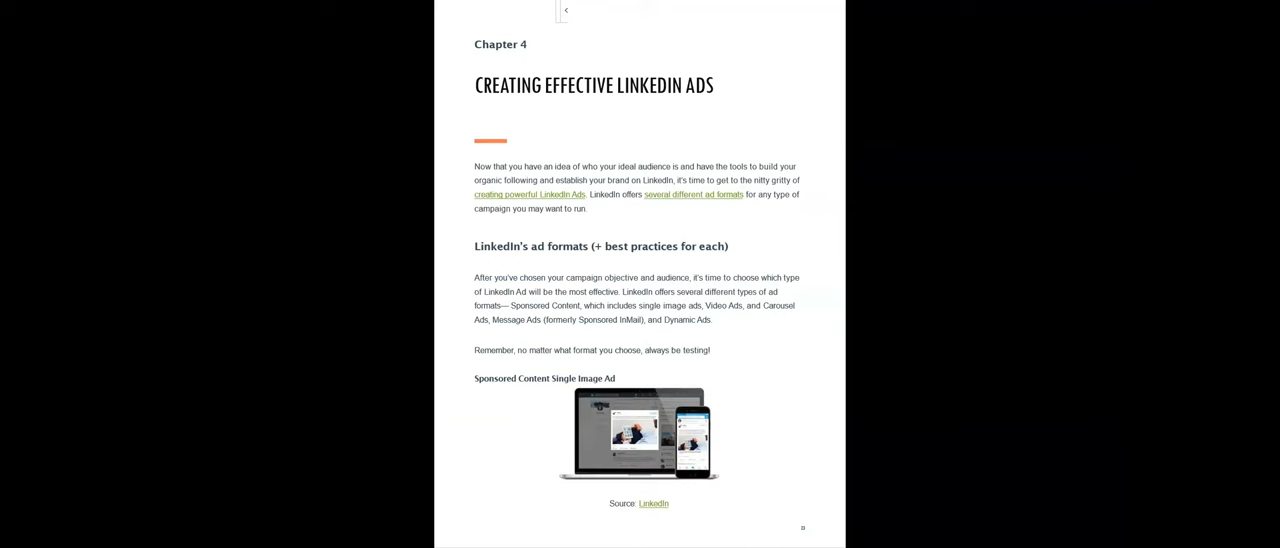 Chapter 4
CREATING EFFECTIVE LINKEDIN ADS
Now that you have an idea of who your ideal audience is and have the tools to build your
organic following and establish your brand on LinkedIn, it's time to get to the nitty gritty of
creating powerful LinkedIn Ads. LinkedIn offers several different ad formats for any type of
campaign you may want to run.
LinkedIn's ad formats (+ best practices for each)
After you've chosen your campaign objective and audience, it's time to choose which type
of LinkedIn Ad will be the most effective. LinkedIn offers several different types of ad
formats— Sponsored Content, which includes single image ads, Video Ads, and Carousel
Ads, Message Ads (formerly Sponsored InMail), and Dynamic Ads.
Remember, no matter what format you choose, always be testing!
Sponsored Content Single Image Ad
Source: LinkedIn